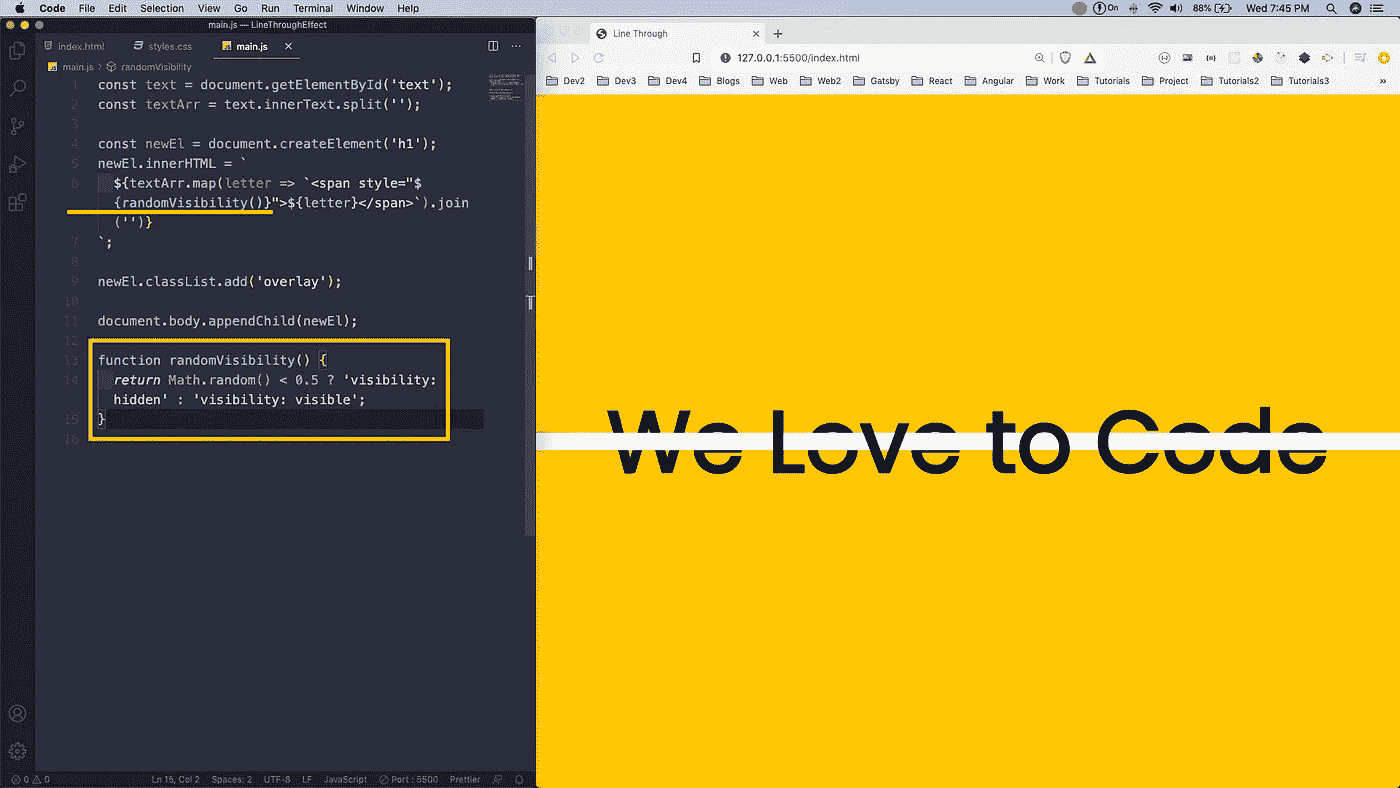 Code File Edit Selection View Go Run Terminal Window Help On 88% Wed 7:45 PM
main.js — LineThroughEffect
index.html styles.css main.js
main.js > randomVisibility
1 const text = document.getElementById('text');
2 const textArr = text.innerText.split('');
3
4 const newEl = document.createElement('h1');
5 newEl.innerHTML = `
6 ${textArr.map(letter => `<span style="$
{randomVisibility()}">${letter}</span>`).join
('')}
7 `;
8
9 newEl.classList.add('overlay');
10
11 document.body.appendChild(newEl);
12
13 function randomVisibility() {
14 return Math.random() < 0.5 ? 'visibility:
hidden' : 'visibility: visible';
15 }
16
0 0 Ln 15, Col 2 Spaces: 2 UTF-8 LF JavaScript Port : 5500 Prettier
Line Through
127.0.0.1:5500/index.html
Dev2 Dev3 Dev4 Blogs Web Web2 Gatsby React Angular Work Tutorials Project Tutorials2 Tutorials3 »
We Love to Code